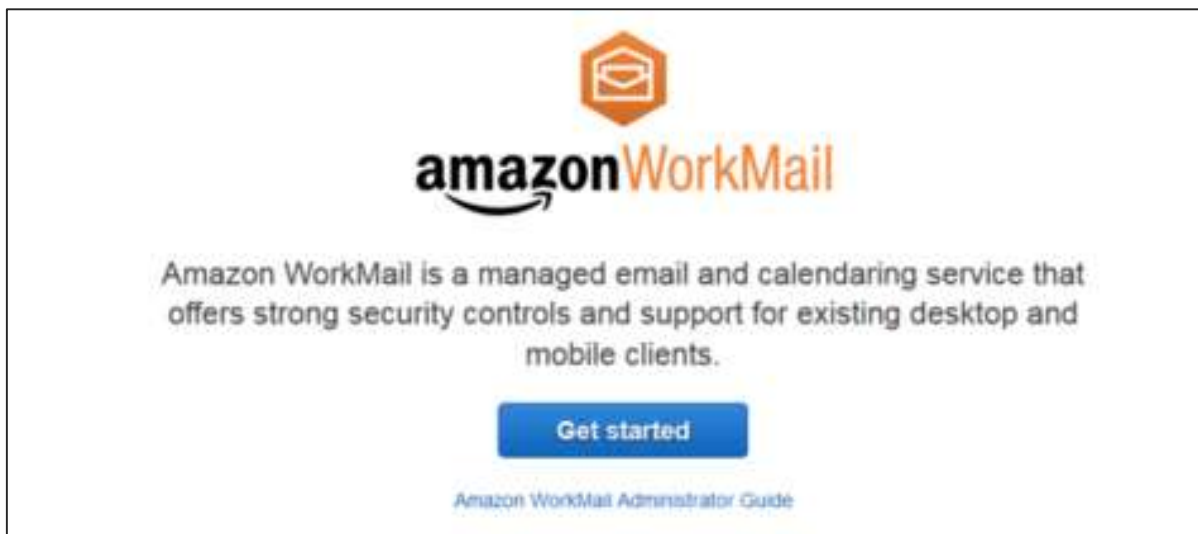 amazonWorkMail
Amazon WorkMail is a managed email and calendaring service that
offers strong security controls and support for existing desktop and
mobile clients.
Get started
Amazon WorkMail Administrator Guide